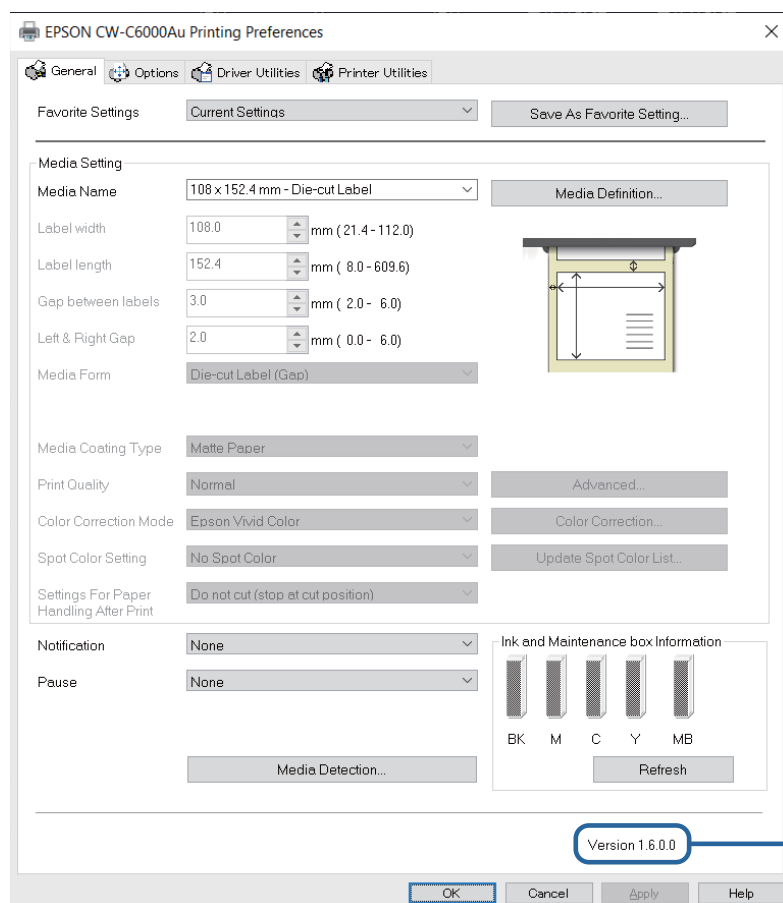 EPSON CW-C6000Au Printing Preferences
General Options Driver Utilities Printer Utilities
Favorite Settings Current Settings Save As Favorite Setting...
Media Setting
Media Name 108 x 152.4 mm - Die-cut Label Media Definition...
Label width 108.0 mm ( 21.4 - 112.0)
Label length 152.4 mm ( 8.0 - 609.6)
Gap between labels 3.0 mm ( 2.0 - 6.0)
Left & Right Gap 2.0 mm ( 0.0 - 6.0)
Media Form Die-cut Label (Gap)
Media Coating Type Matte Paper
Print Quality Normal Advanced...
Color Correction Mode Epson Vivid Color Color Correction...
Spot Color Setting No Spot Color Update Spot Color List...
Settings For Paper
Handling After Print
Do not cut (stop at cut position)
Notification None
Pause None
Ink and Maintenance box Information
BK M C Y MB
Media Detection... Refresh
Version 1.6.0.0
OK Cancel Apply Help